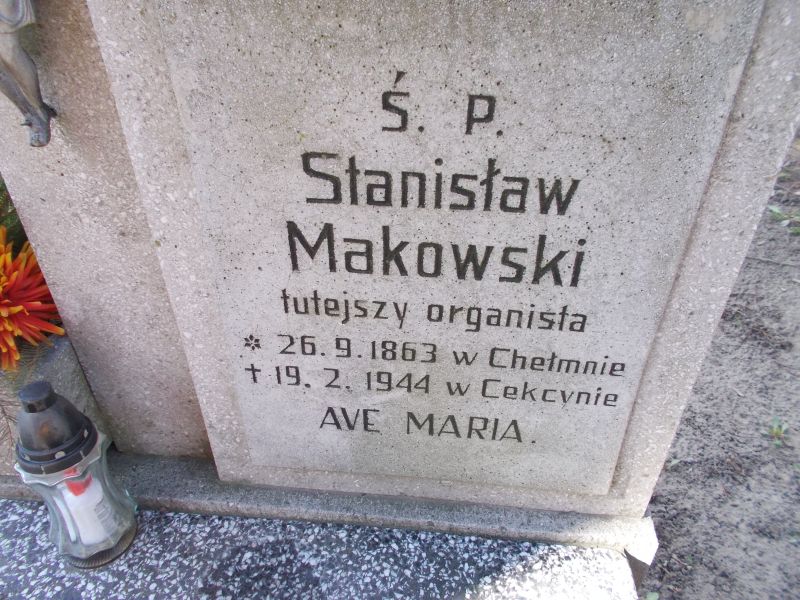 Ś. P.
Stanisław
Makowski
tutejszy organista
* 26.9.1863 w Chełmnie
† 19.2.1944 w Cekcynie
AVE MARIA.